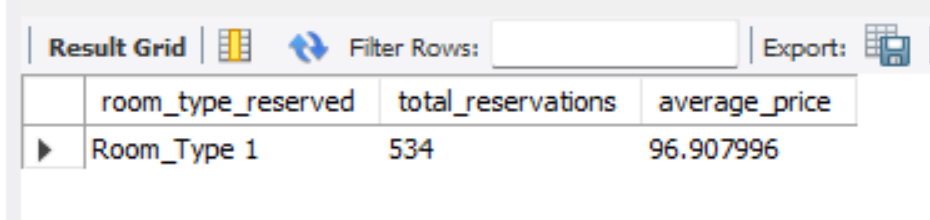 Result Grid Filter Rows: Export:
room_type_reserved total_reservations average_price
Room_Type 1 534 96.907996